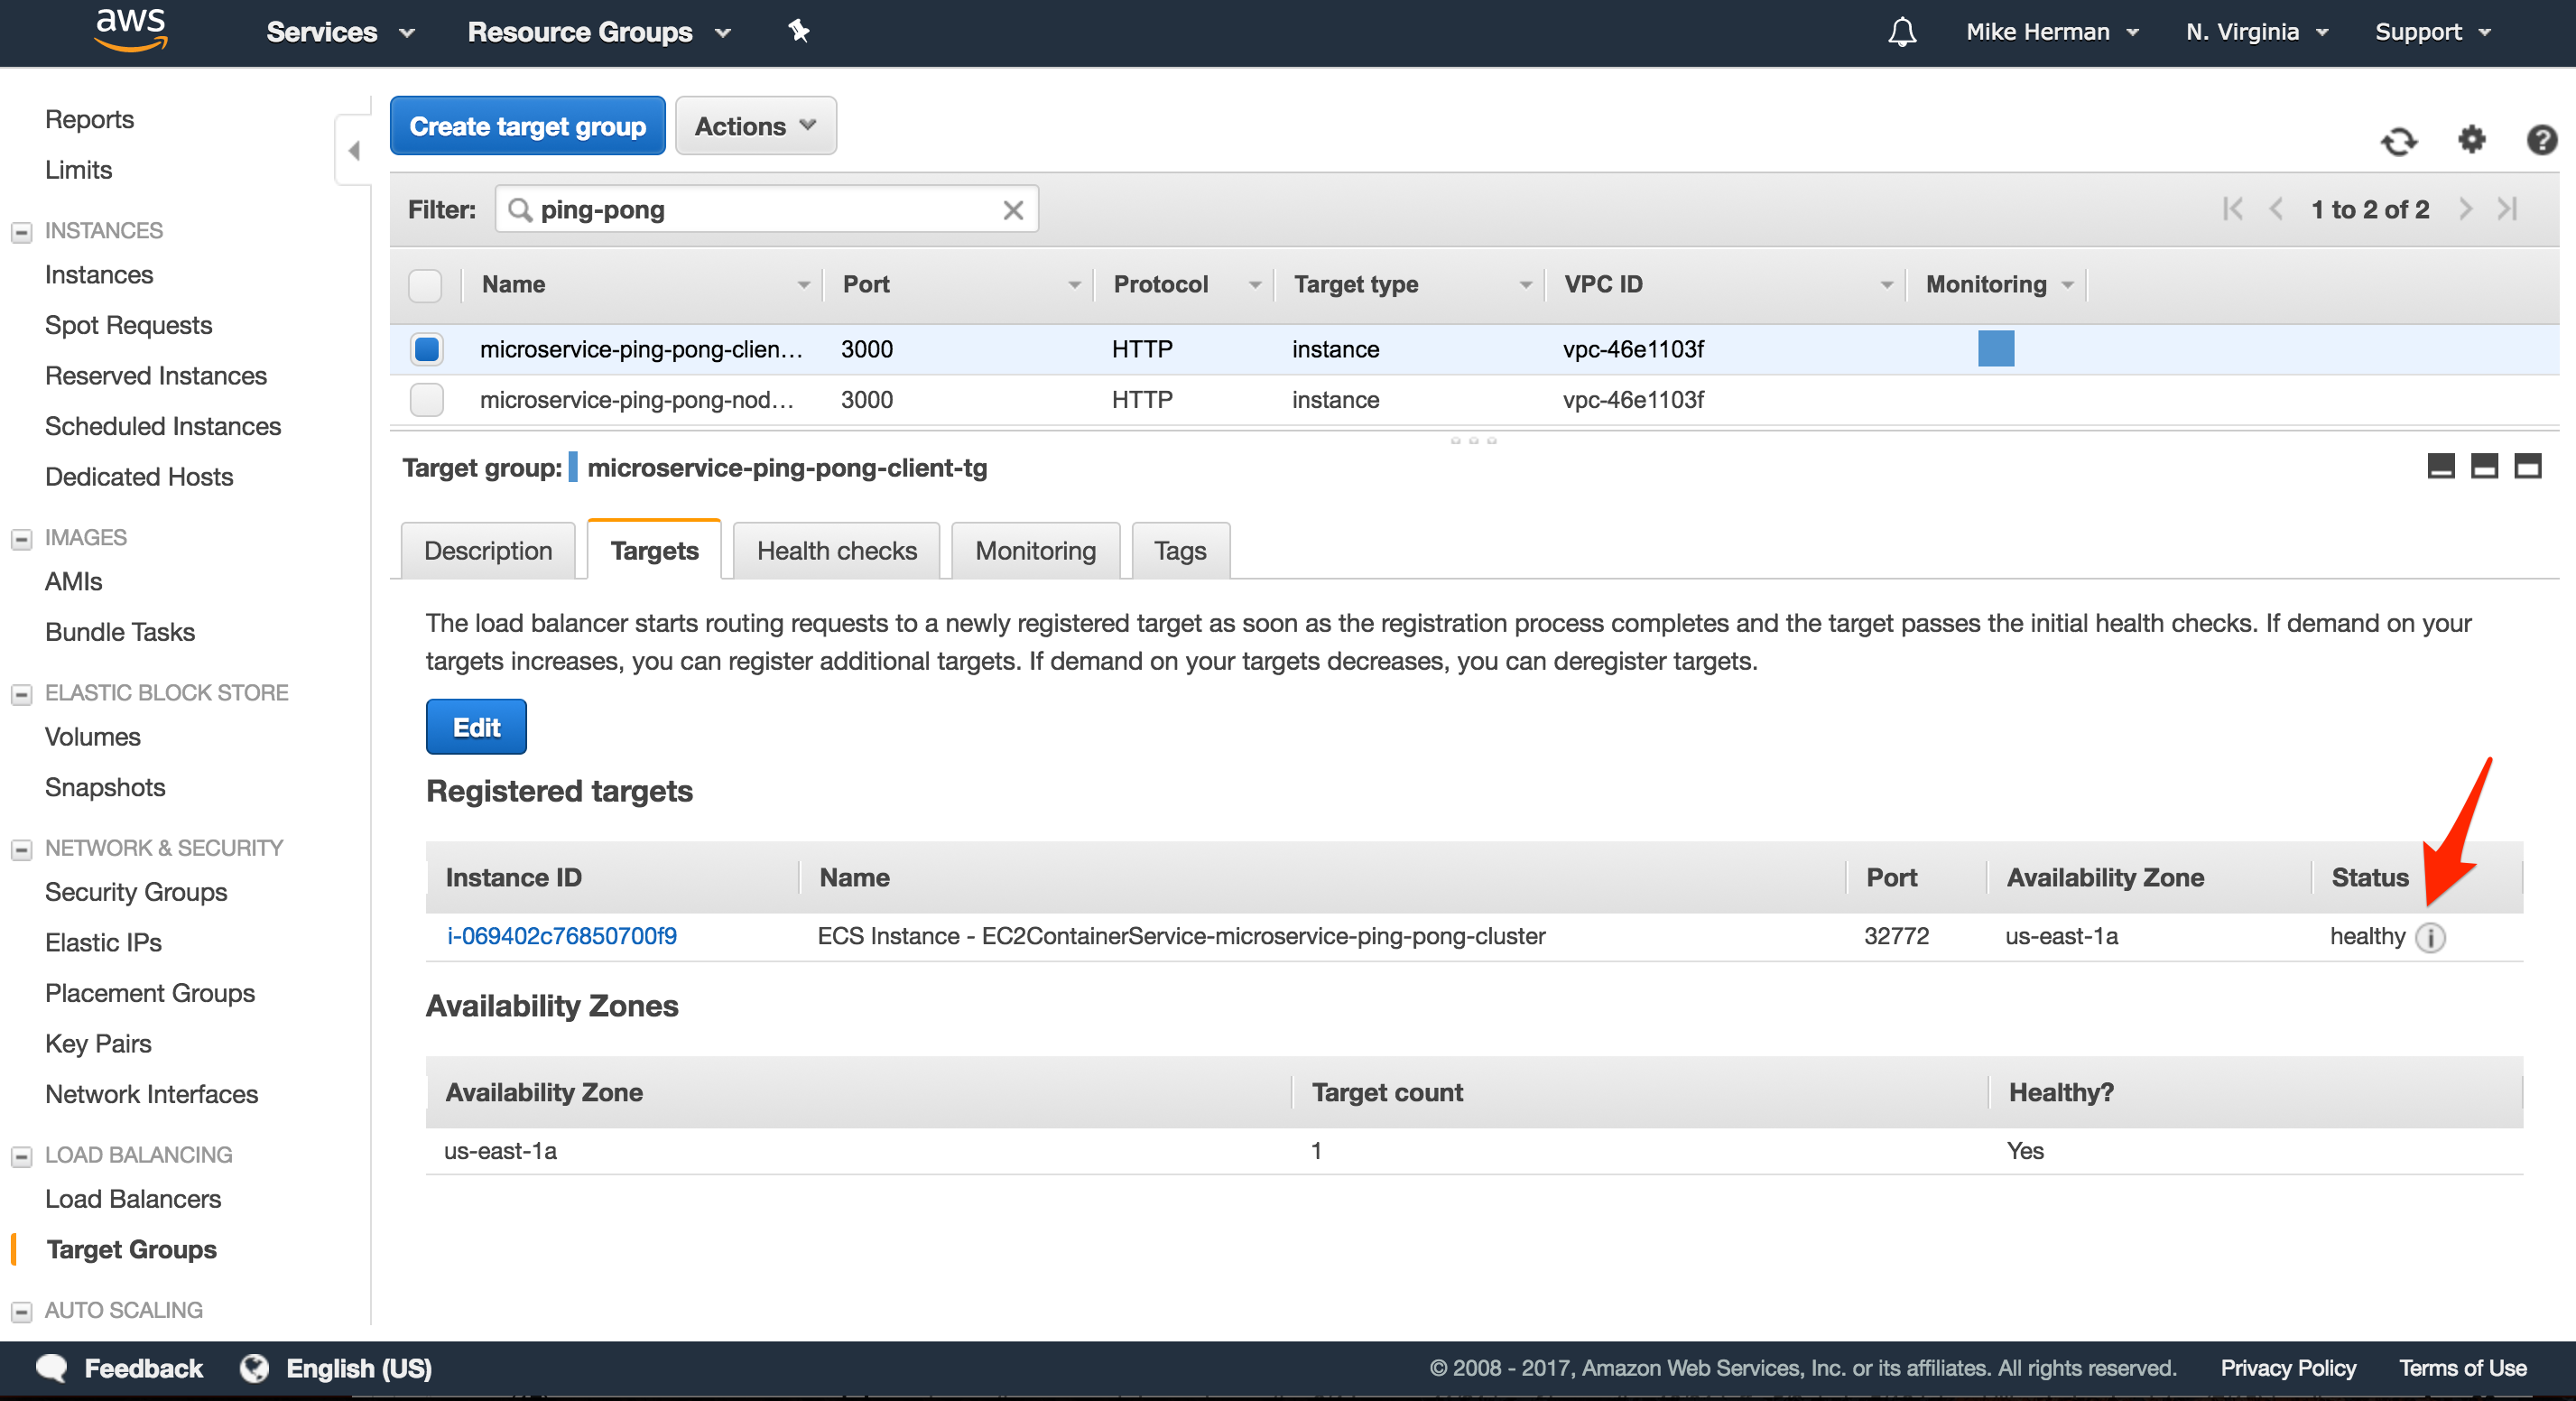 aws Services Resource Groups Mike Herman N. Virginia Support
Reports
Limits
INSTANCES
Instances
Spot Requests
Reserved Instances
Scheduled Instances
Dedicated Hosts
IMAGES
AMIs
Bundle Tasks
ELASTIC BLOCK STORE
Volumes
Snapshots
NETWORK & SECURITY
Security Groups
Elastic IPs
Placement Groups
Key Pairs
Network Interfaces
LOAD BALANCING
Load Balancers
Target Groups
AUTO SCALING
Create target group Actions
Filter: ping-pong 1 to 2 of 2
Name Port Protocol Target type VPC ID Monitoring
microservice-ping-pong-clien... 3000 HTTP instance vpc-46e1103f
microservice-ping-pong-nod... 3000 HTTP instance vpc-46e1103f
Target group: microservice-ping-pong-client-tg
Description Targets Health checks Monitoring Tags
The load balancer starts routing requests to a newly registered target as soon as the registration process completes and the target passes the initial health checks. If demand on your
targets increases, you can register additional targets. If demand on your targets decreases, you can deregister targets.
Edit
Registered targets
Instance ID Name Port Availability Zone Status
i-069402c76850700f9 ECS Instance - EC2ContainerService-microservice-ping-pong-cluster 32772 us-east-1a healthy
Availability Zones
Availability Zone Target count Healthy?
us-east-1a 1 Yes
Feedback English (US) © 2008 - 2017, Amazon Web Services, Inc. or its affiliates. All rights reserved. Privacy Policy Terms of Use